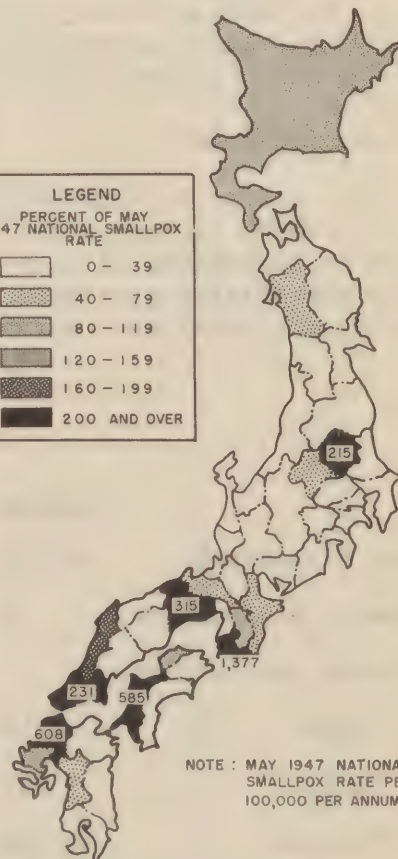 LEGEND
PERCENT OF MAY
47 NATIONAL SMALLPOX
RATE
0 - 39
40 - 79
80 - 119
120 - 159
160 - 199
200 AND OVER
215
315
1,377
231
585
608
NOTE : MAY 1947 NATIONA
SMALLPOX RATE PE
100,000 PER ANNUM